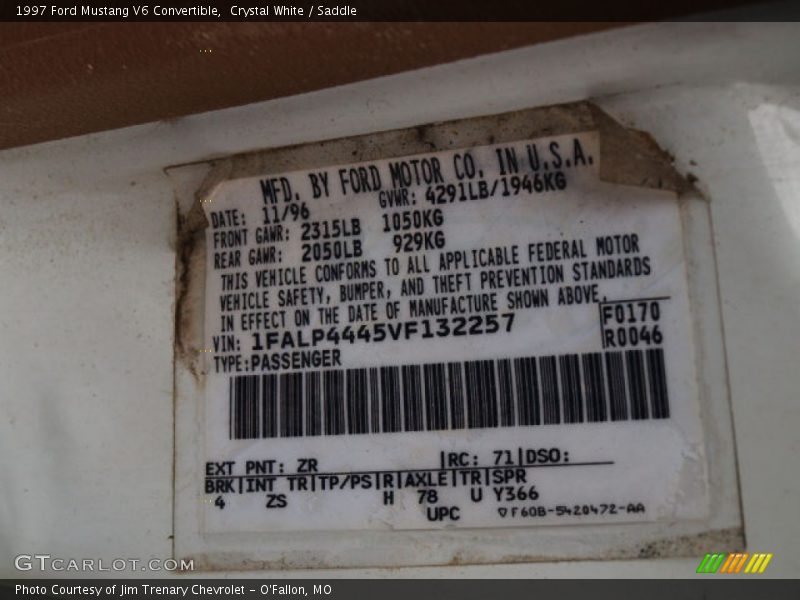 1997 Ford Mustang V6 Convertible,  Crystal White / Saddle
MFD. BY FORD MOTOR CO. IN U.S.A.
DATE: 11/96 GVWR: 4291LB/1946KG
FRONT GAWR: 2315LB 1050KG
REAR GAWR: 2050LB 929KG
THIS VEHICLE CONFORMS TO ALL APPLICABLE FEDERAL MOTOR
VEHICLE SAFETY, BUMPER, AND THEFT PREVENTION STANDARDS
IN EFFECT ON THE DATE OF MANUFACTURE SHOWN ABOVE.
VIN: 1FALP4445VF132257 F0170
TYPE:PASSENGER R0046
EXT PNT: ZR |RC: 71|DSO:
BRK|INT TR|TP/PS|R|AXLE|TR|SPR
4 ZS H 78 U Y366
UPC ▽F60B-5420472-AA
GTCARLOT.COM
Photo Courtesy of Jim Trenary Chevrolet - O'Fallon, MO